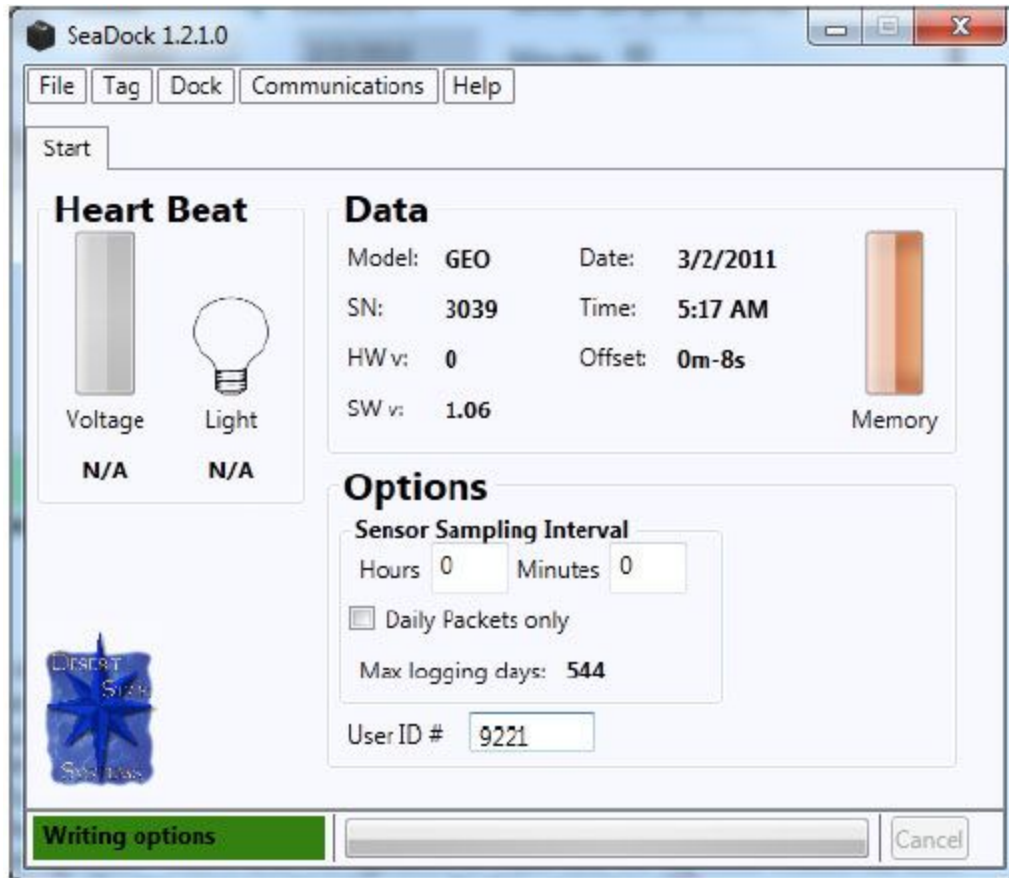 SeaDock 1.2.1.0
File Tag Dock Communications Help
Start
Heart Beat
Voltage Light
N/A N/A
Data
Model: GEO Date: 3/2/2011
SN: 3039 Time: 5:17 AM
HW v: 0 Offset: 0m-8s
SW v: 1.06
Memory
Options
Sensor Sampling Interval
Hours 0 Minutes 0
Daily Packets only
Max logging days: 544
User ID # 9221
DESERT
STAR
SYSTEMS
Writing options
Cancel